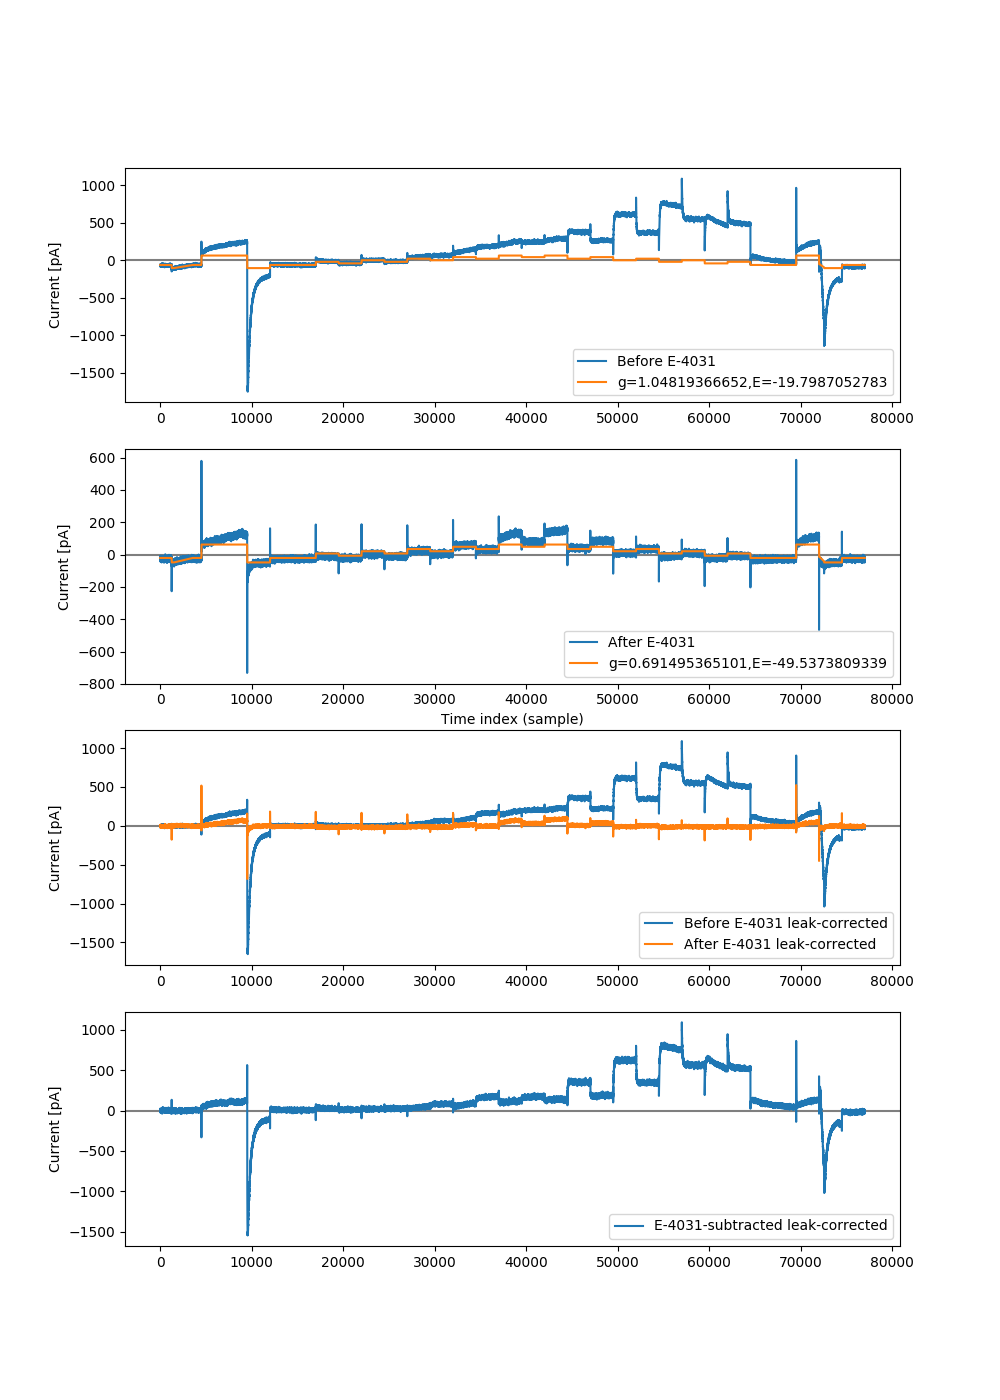 1000
500
0
−500
−1000
−1500
Current [pA]
Before E-4031
g=1.04819366652,E=-19.7987052783
0 10000 20000 30000 40000 50000 60000 70000 80000
600
400
200
0
−200
−400
−600
−800
Current [pA]
After E-4031
g=0.691495365101,E=-49.5373809339
0 10000 20000 30000 40000 50000 60000 70000 80000
Time index (sample)
1000
500
0
−500
−1000
−1500
Current [pA]
Before E-4031 leak-corrected
After E-4031 leak-corrected
0 10000 20000 30000 40000 50000 60000 70000 80000
1000
500
0
−500
−1000
−1500
Current [pA]
E-4031-subtracted leak-corrected
0 10000 20000 30000 40000 50000 60000 70000 80000